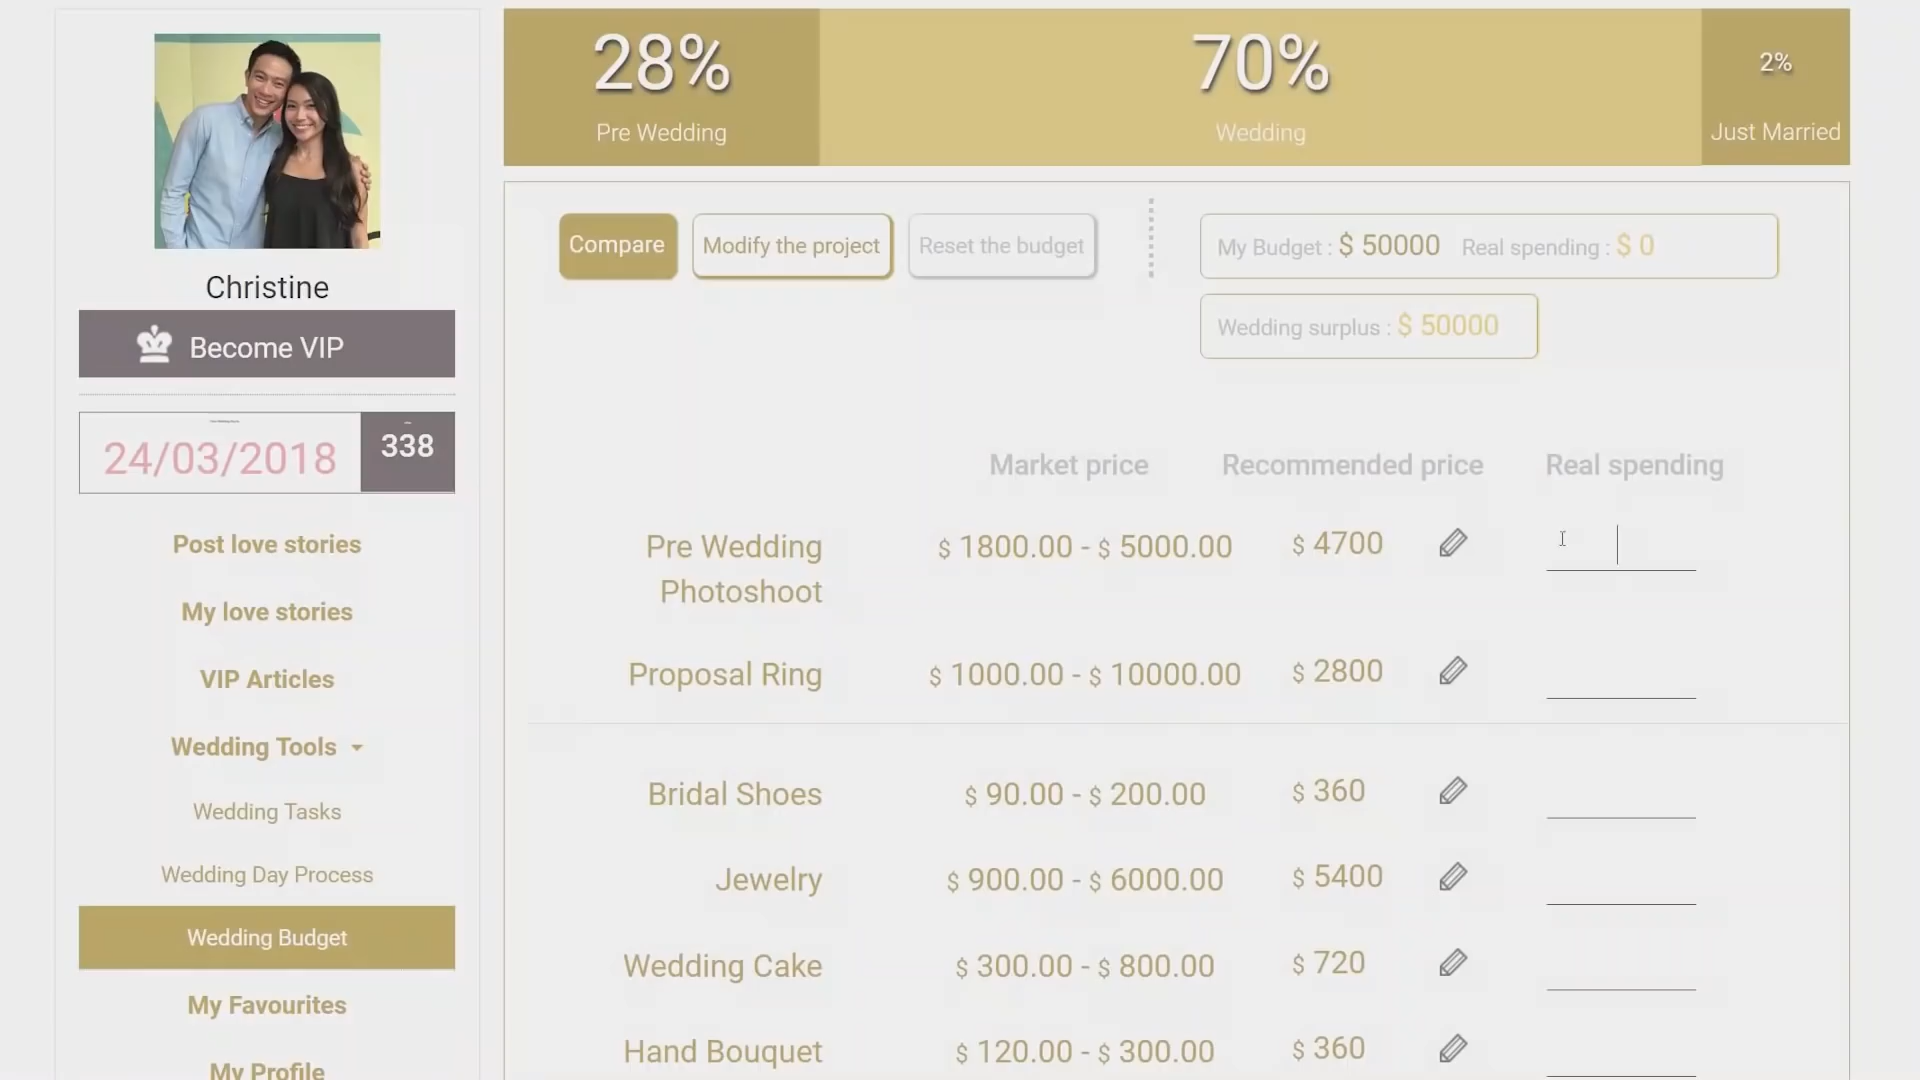 28%
Pre Wedding
70%
Wedding
2%
Just Married
Christine
Become VIP
24/03/2018
338
Post love stories
My love stories
VIP Articles
Wedding Tools
Wedding Tasks
Wedding Day Process
Wedding Budget
My Favourites
My Profile
Compare
Modify the project
Reset the budget
My Budget : $ 50000 Real spending : $ 0
Wedding surplus : $ 50000
Market price Recommended price Real spending
Pre Wedding Photoshoot $ 1800.00 - $ 5000.00 $ 4700
Proposal Ring $ 1000.00 - $ 10000.00 $ 2800
Bridal Shoes $ 90.00 - $ 200.00 $ 360
Jewelry $ 900.00 - $ 6000.00 $ 5400
Wedding Cake $ 300.00 - $ 800.00 $ 720
Hand Bouquet $ 120.00 - $ 300.00 $ 360